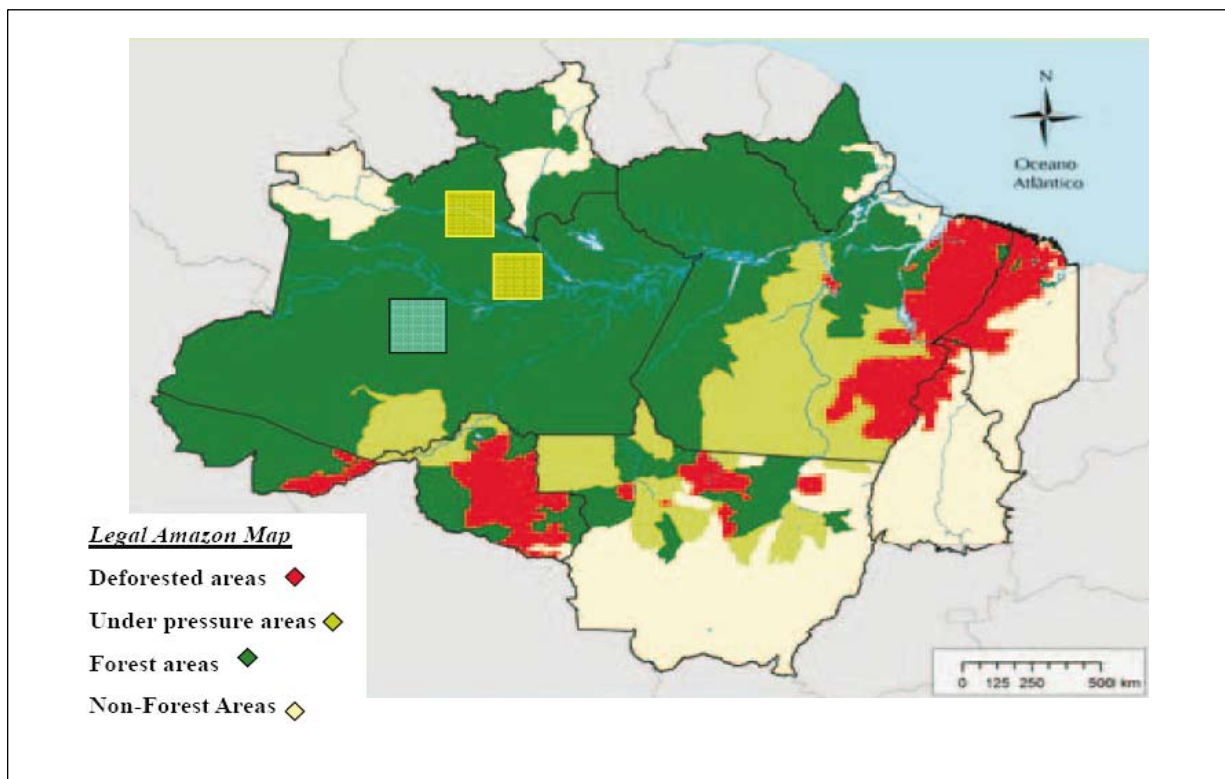 N
Oceano
Atlântico
Legal Amazon Map
Deforested areas
Under pressure areas
Forest areas
Non-Forest Areas
0 125 250 500 km